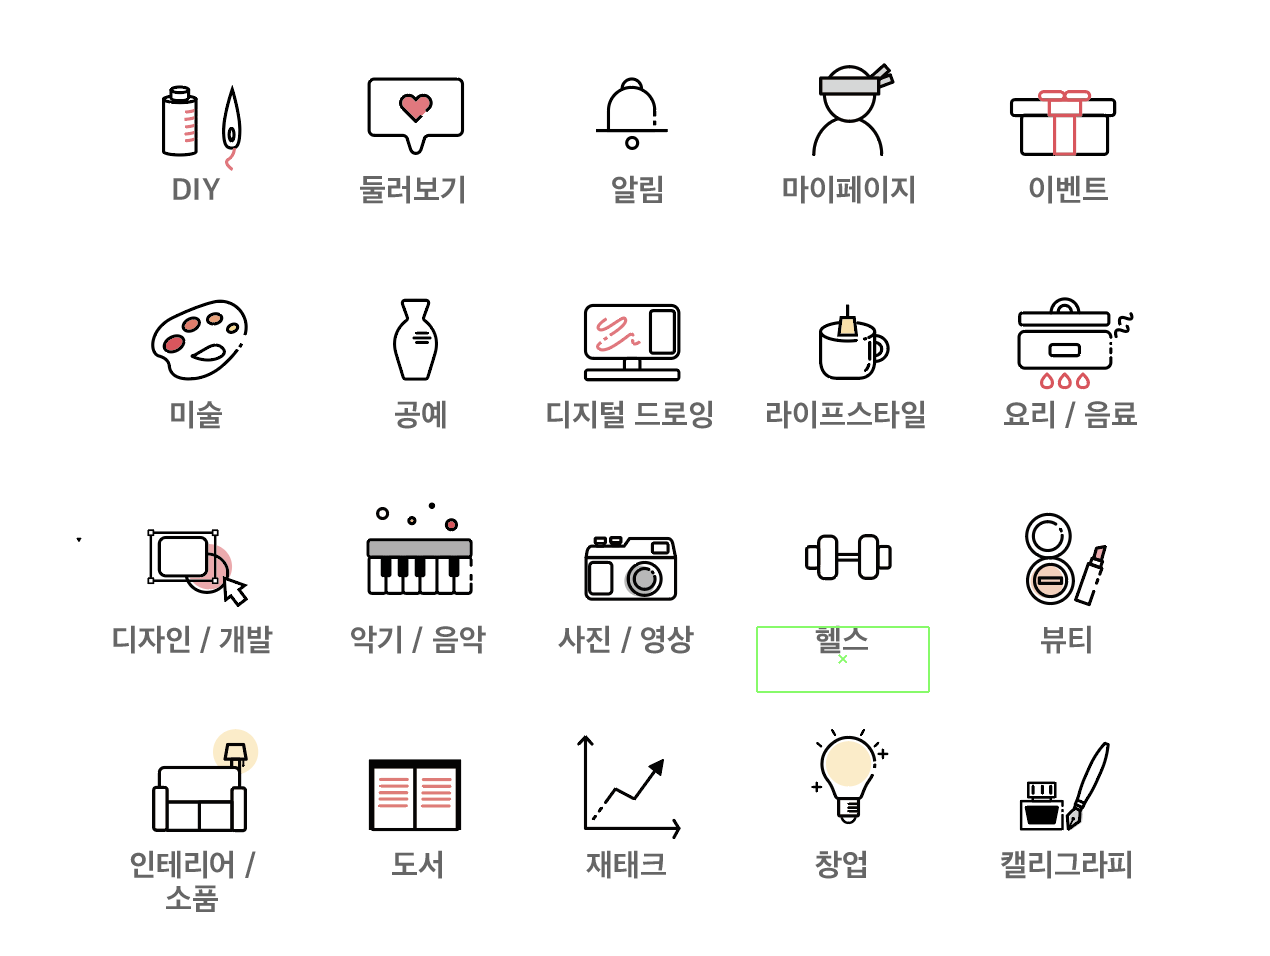 DIY
둘러보기
알림
마이페이지
이벤트
미술
공예
디지털 드로잉
라이프스타일
요리 / 음료
디자인 / 개발
악기 / 음악
사진 / 영상
헬스
뷰티
인테리어 /
소품
도서
재태크
창업
캘리그라피